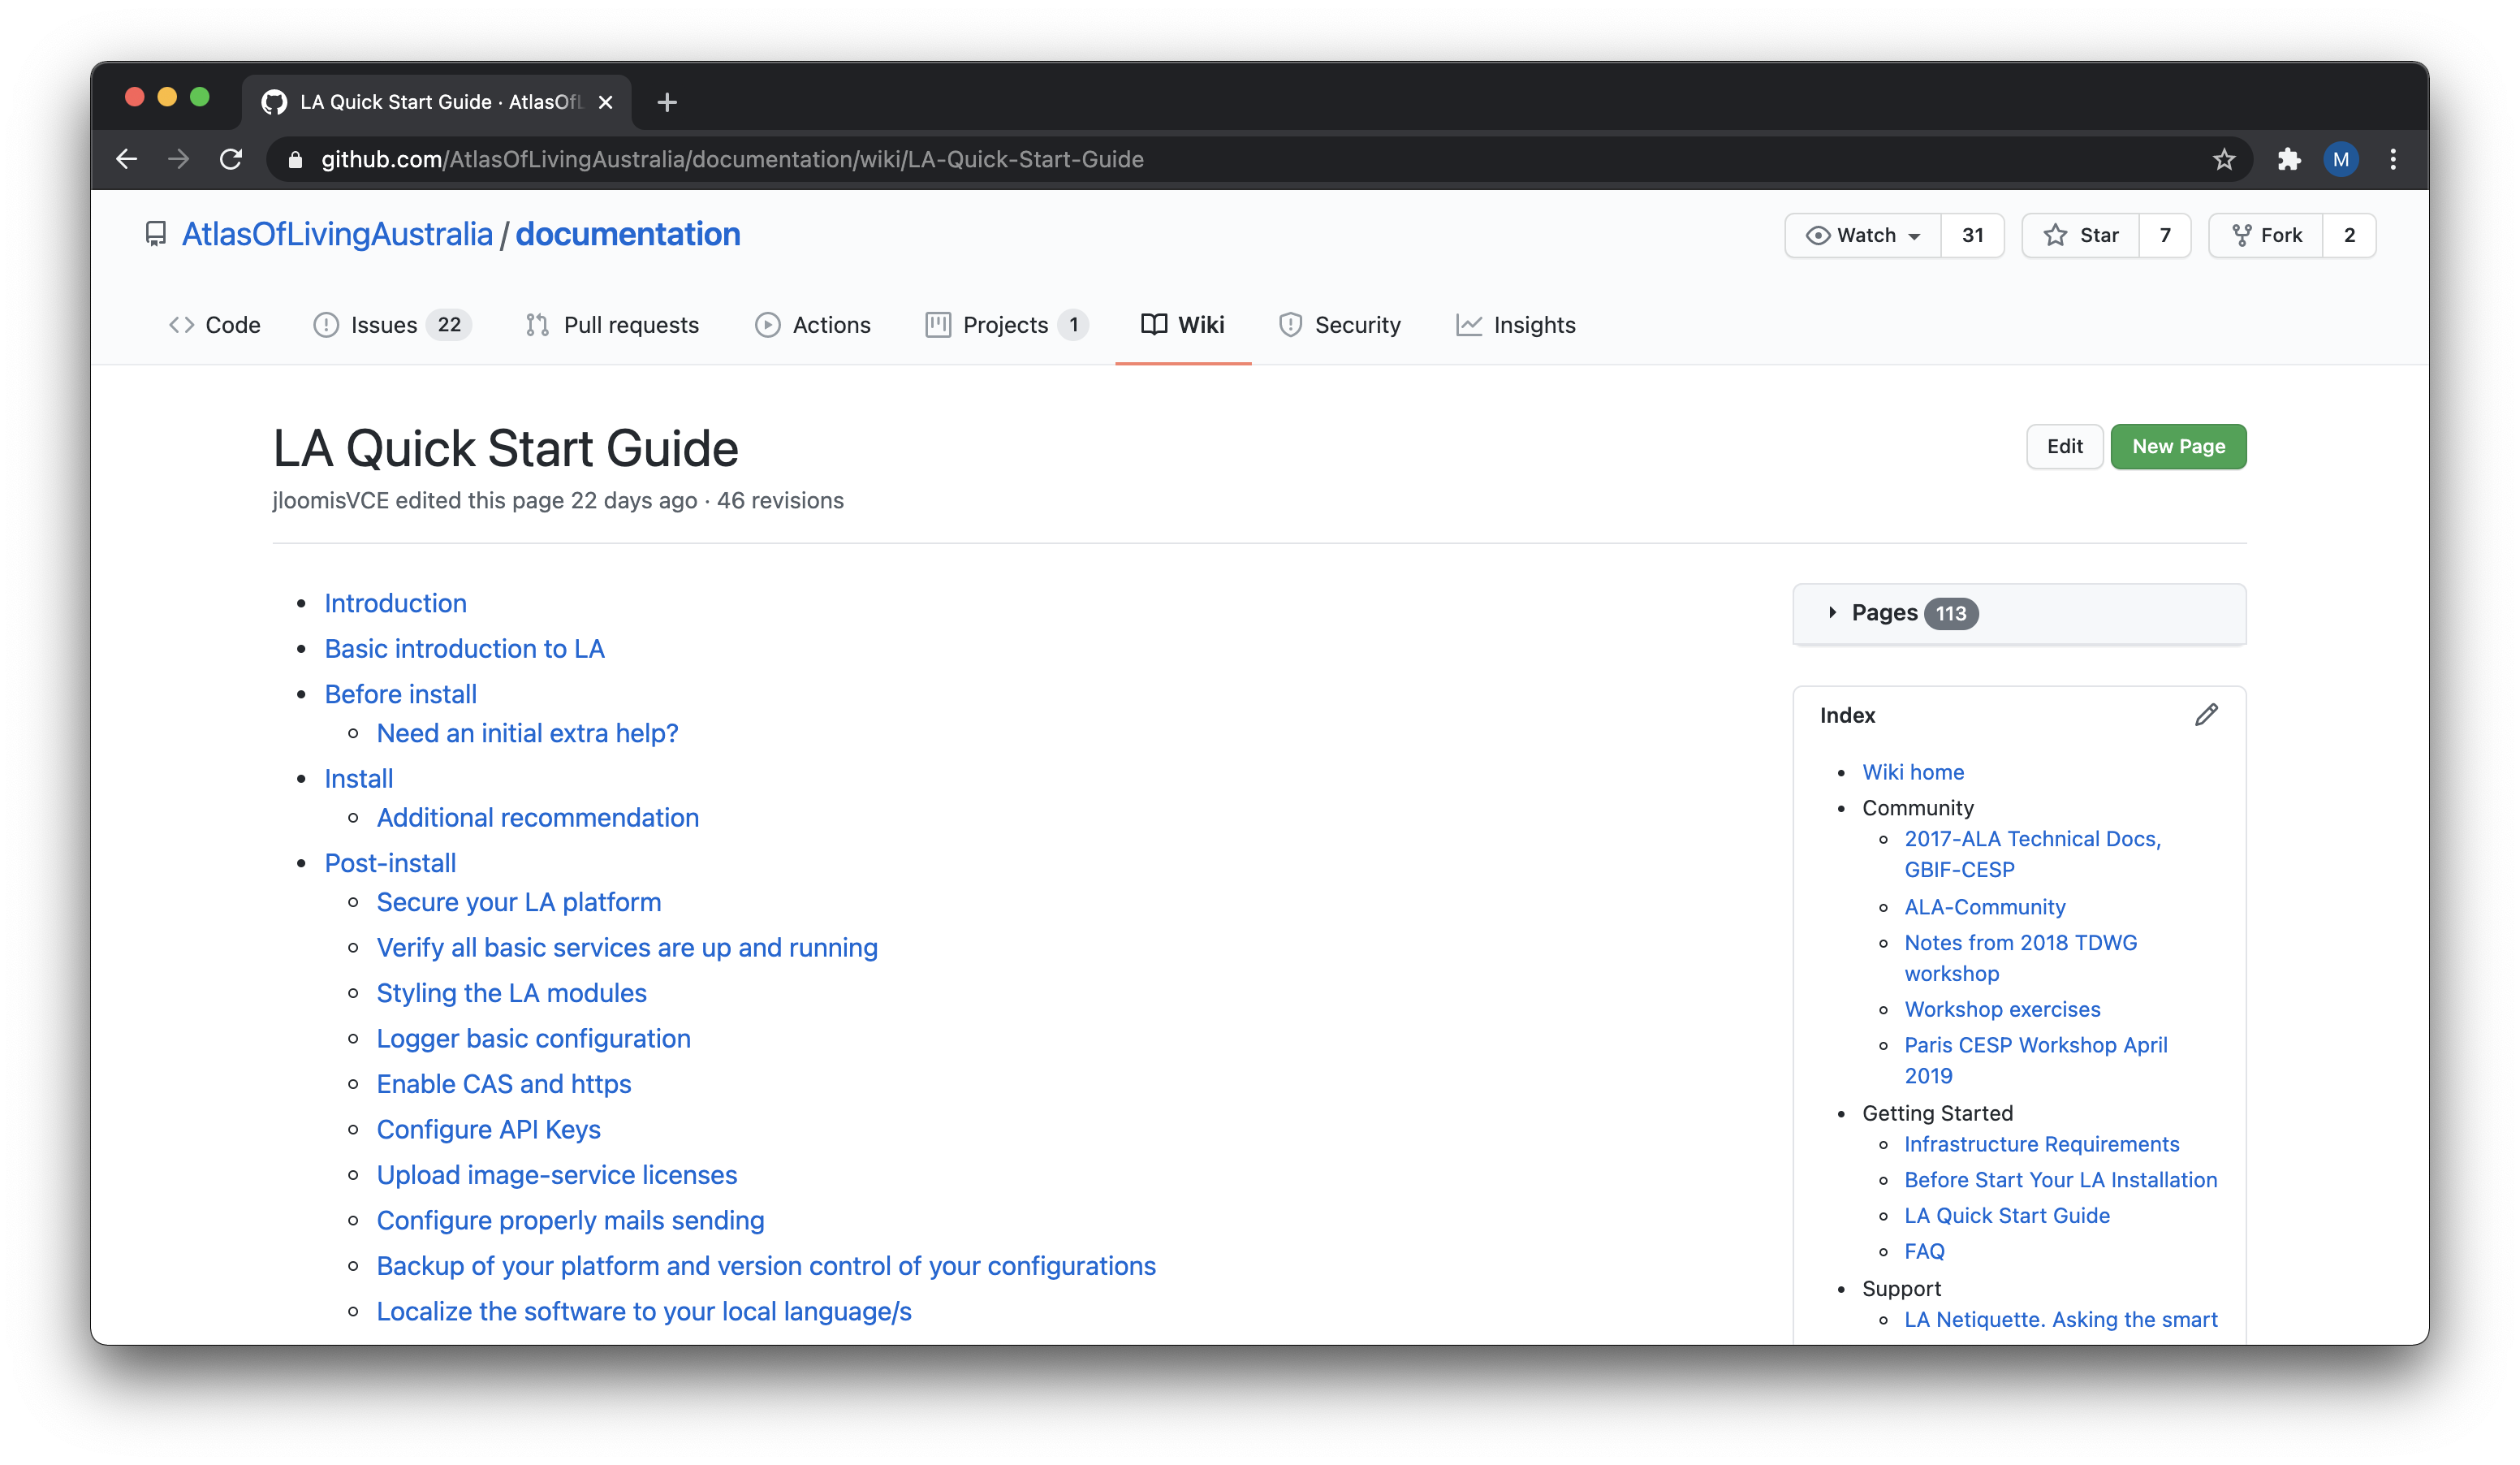 LA Quick Start Guide · AtlasOfL
github.com/AtlasOfLivingAustralia/documentation/wiki/LA-Quick-Start-Guide
M
AtlasOfLivingAustralia / documentation
Watch 31
Star 7
Fork 2
Code
Issues 22
Pull requests
Actions
Projects 1
Wiki
Security
Insights
LA Quick Start Guide
Edit
New Page
jloomisVCE edited this page 22 days ago · 46 revisions
Introduction
Basic introduction to LA
Before install
Need an initial extra help?
Install
Additional recommendation
Post-install
Secure your LA platform
Verify all basic services are up and running
Styling the LA modules
Logger basic configuration
Enable CAS and https
Configure API Keys
Upload image-service licenses
Configure properly mails sending
Backup of your platform and version control of your configurations
Localize the software to your local language/s
Pages 113
Index
Wiki home
Community
2017-ALA Technical Docs,
GBIF-CESP
ALA-Community
Notes from 2018 TDWG
workshop
Workshop exercises
Paris CESP Workshop April
2019
Getting Started
Infrastructure Requirements
Before Start Your LA Installation
LA Quick Start Guide
FAQ
Support
LA Netiquette. Asking the smart